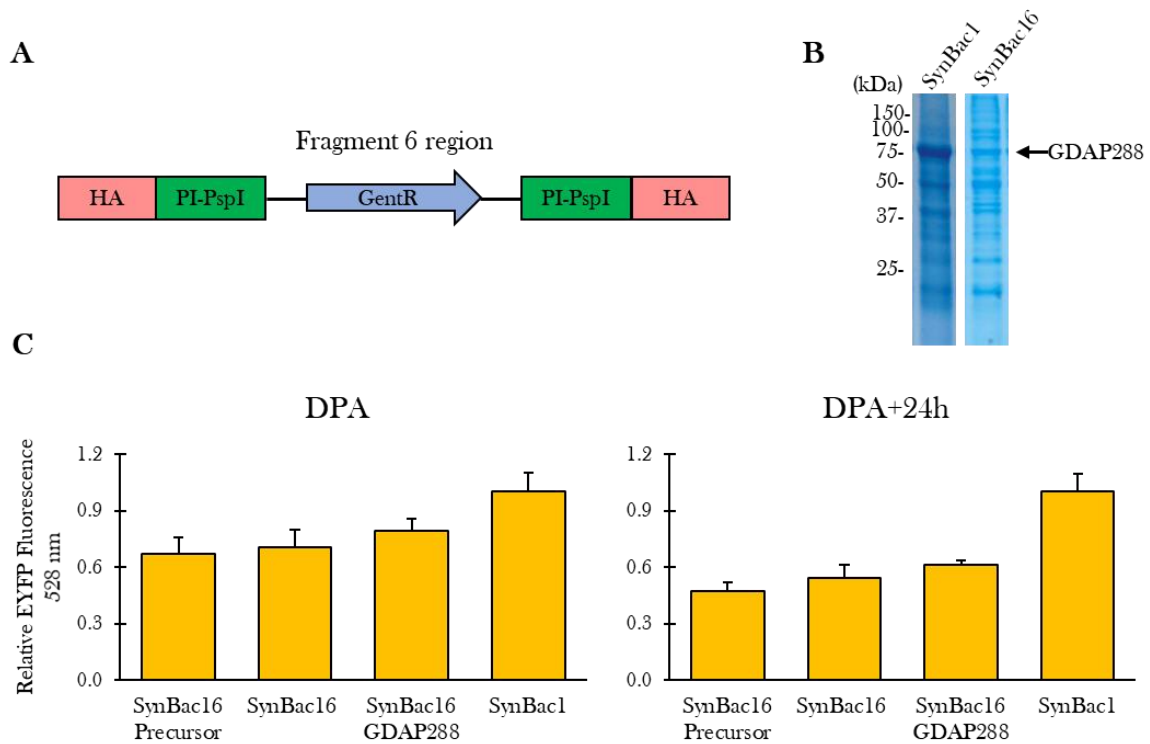 A
Fragment 6 region
HA PI-PspI GentR PI-PspI HA
B
SynBac1 SynBac16
(kDa)
150-
100-
75-
50-
37-
25-
GDAP288
C
DPA
Relative EYFP Fluorescence
528 nm
1.2
0.9
0.6
0.3
0.0
SynBac16 SynBac16 SynBac16 SynBac1
Precursor GDAP288
DPA+24h
1.2
0.9
0.6
0.3
0.0
SynBac16 SynBac16 SynBac16 SynBac1
Precursor GDAP288